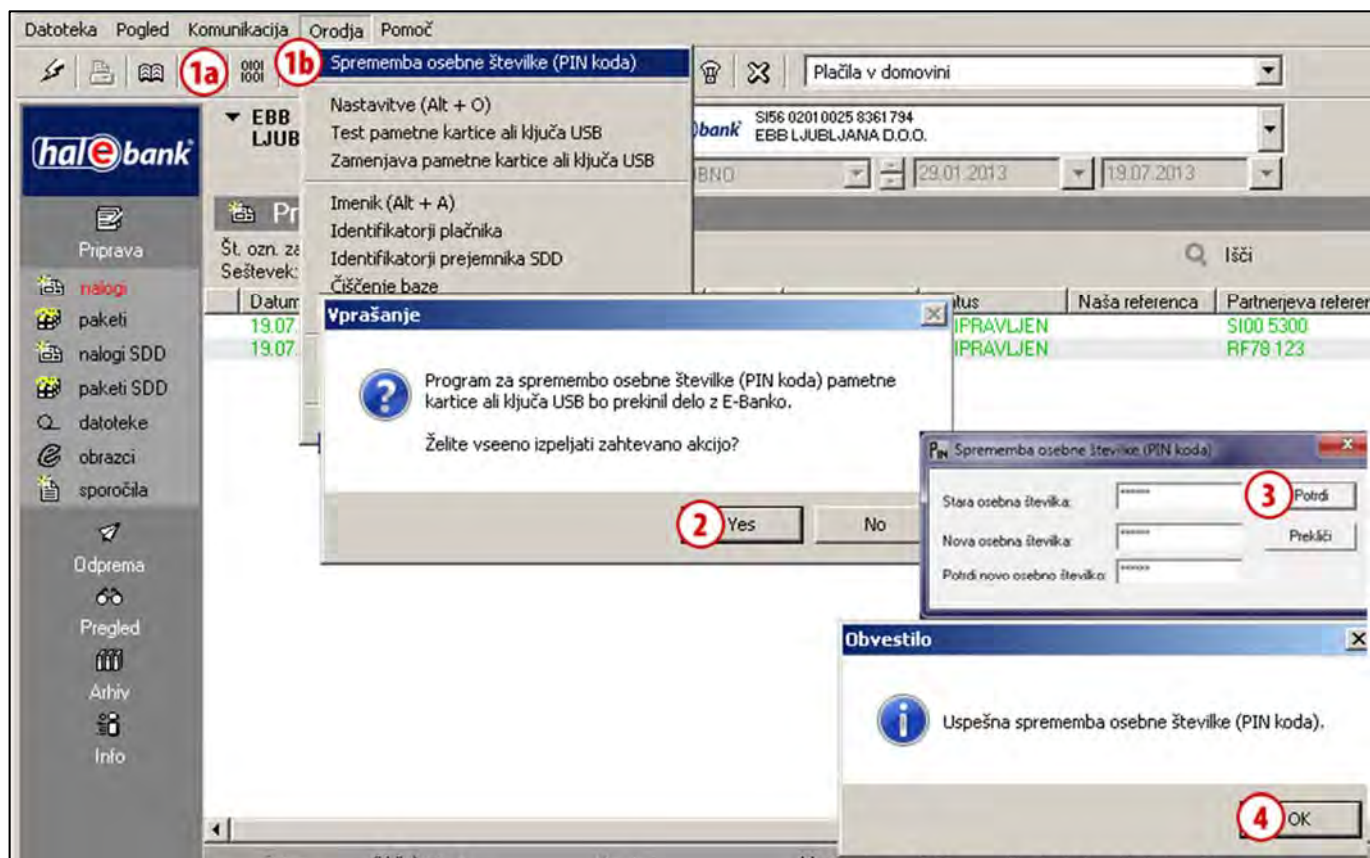 Datoteka Pogled Komunikacija Orodja Pomoč
1a
1b
Sprememba osebne številke (PIN koda)
Plačila v domovini
Nastavitve (Alt + O)
Test pametne kartice ali ključa USB
Zamenjava pametne kartice ali ključa USB
Imenik (Alt + A)
Identifikatorji plačnika
Identifikatorji prejemnika SDD
Čiščenje baze
halebank
EBB
LJUB
bank
SI56 02010025 8361794
EBB LJUBLJANA D.O.O.
29.01.2013
19.07.2013
Pr
Št. ozn. za
Seštevek:
Išči
Datum
Naša referenca
19.07.
IPRAVLJEN
SI00 5300
19.07.
IPRAVLJEN
RF78 123
Priprava
nalogi
paketi
nalogi SDD
paketi SDD
datoteke
obrazci
sporočila
Odprema
Pregled
Arhiv
Info
Vprašanje
Program za spremembo osebne številke (PIN koda) pametne
kartice ali ključa USB bo prekinil delo z E-Banko.
Želite vseeno izpeljati zahtevano akcijo?
2
Yes
No
PIN Sprememba osebne številke (PIN koda)
Stara osebna številka:
******
3
Potrdi
Nova osebna številka:
******
Prekliči
Potrdi novo osebno številko:
******
Obvestilo
Uspešna sprememba osebne številke (PIN koda).
4
OK